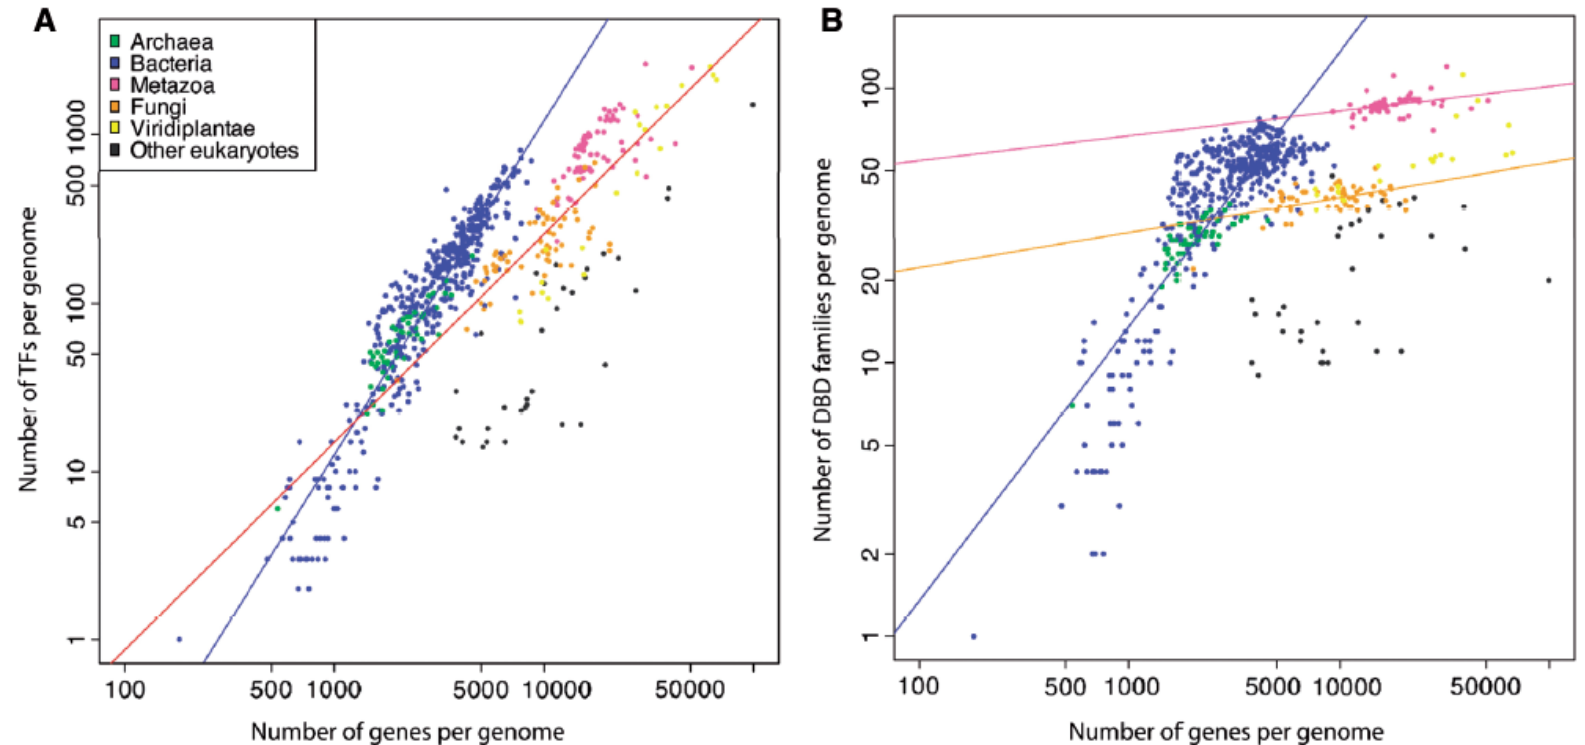 A
Archaea
Bacteria
Metazoa
Fungi
Viridiplantae
Other eukaryotes
Number of TFs per genome
1000
500
100
50
10
5
1
100 500 1000 5000 10000 50000
Number of genes per genome
B
Number of DBD families per genome
100
50
20
10
5
2
1
100 500 1000 5000 10000 50000
Number of genes per genome